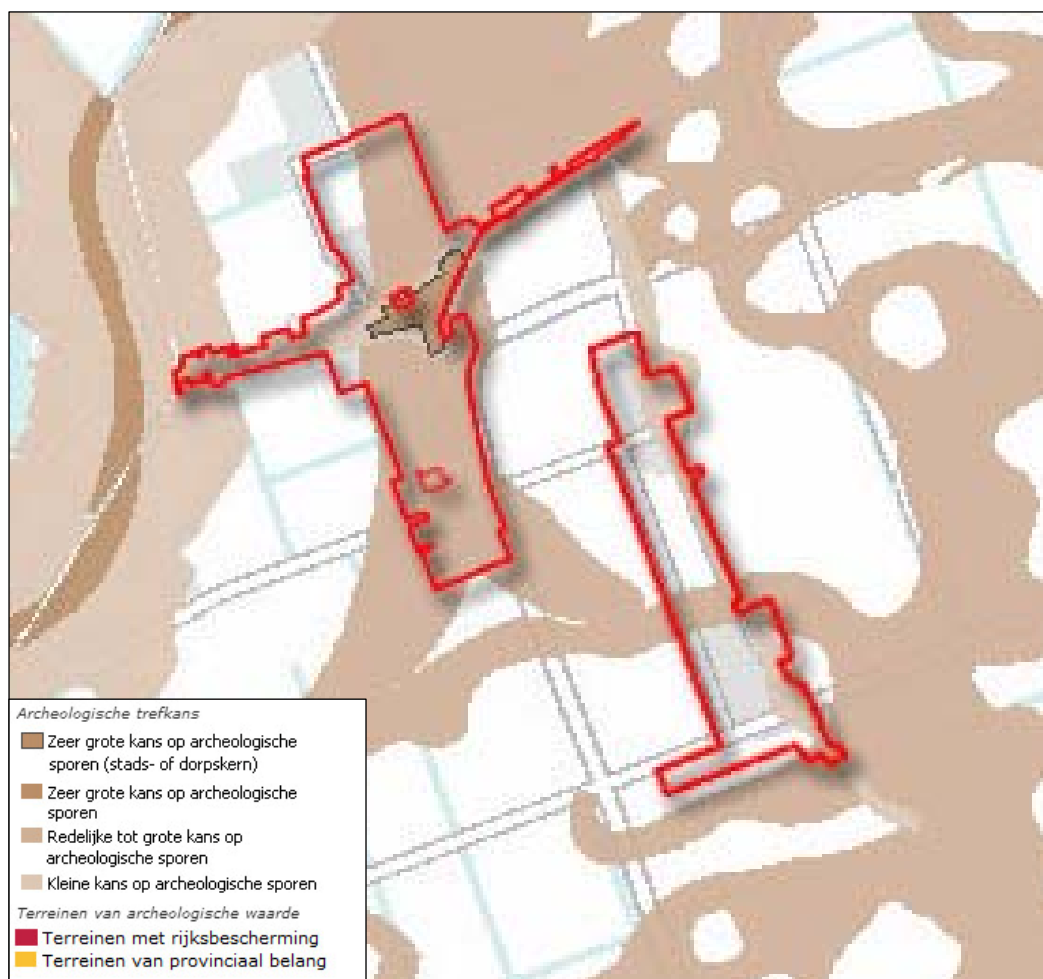 Archeologische trefkans
Zeer grote kans op archeologische
sporen (stads- of dorpskern)
Zeer grote kans op archeologische
sporen
Redelijke tot grote kans op
archeologische sporen
Kleine kans op archeologische sporen
Terreinen van archeologische waarde
Terreinen met rijksbescherming
Terreinen van provinciaal belang